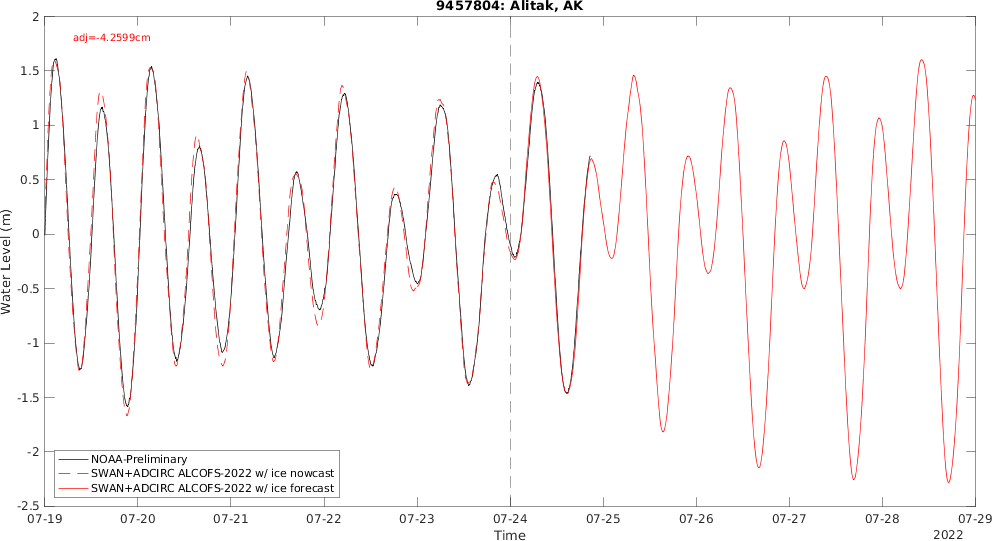 9457804: Alitak, AK
adj=-4.2599cm
2
1.5
1
0.5
0
-0.5
-1
-1.5
-2
-2.5
Water Level (m)
NOAA-Preliminary
SWAN+ADCIRC ALCOFS-2022 w/ ice nowcast
SWAN+ADCIRC ALCOFS-2022 w/ ice forecast
07-19 07-20 07-21 07-22 07-23 07-24 07-25 07-26 07-27 07-28 07-29
Time
2022